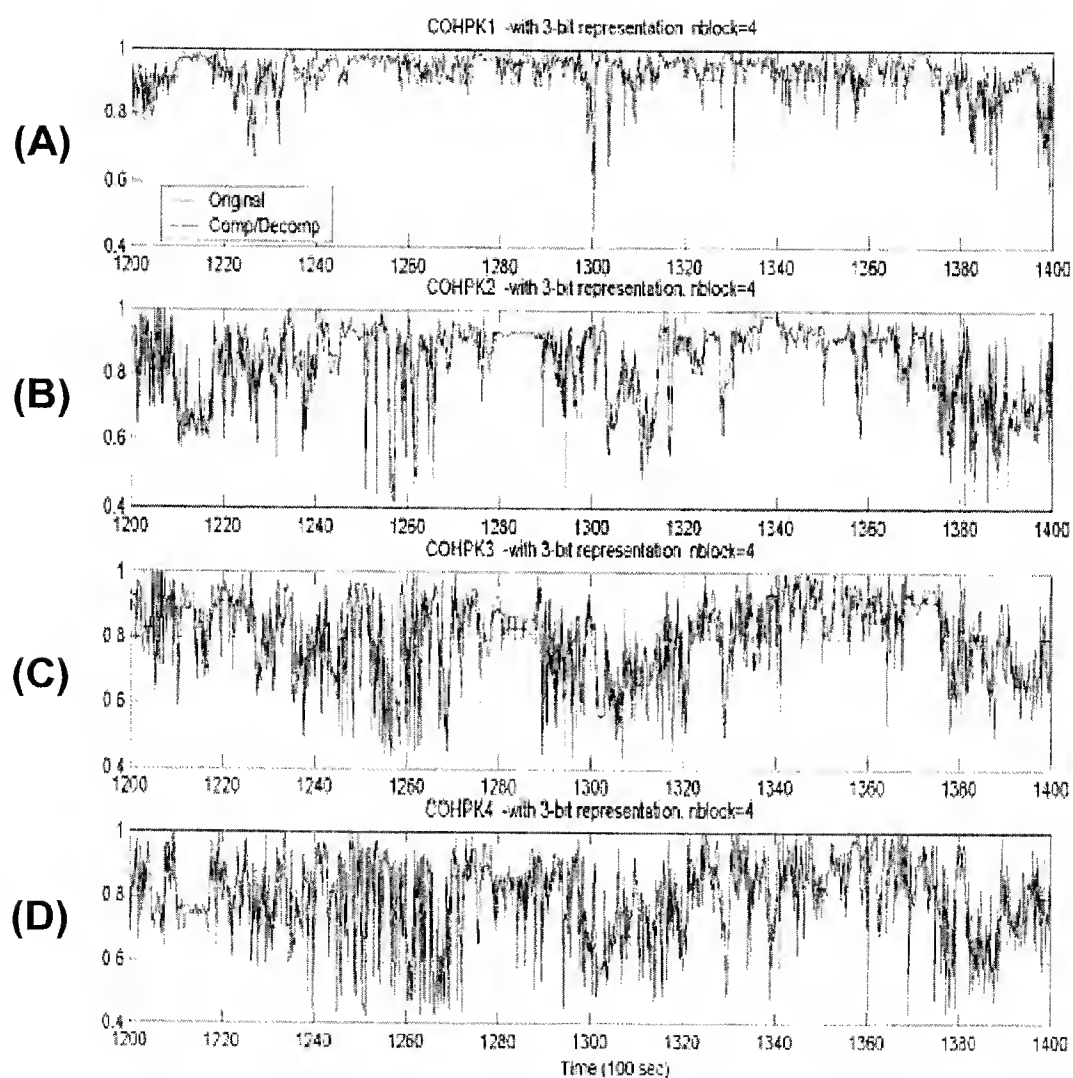 COHPK1 -with 3-bit representation, nblock=4
(A)
1
0.8
0.6
0.4
Original
Comp/Decomp
1200 1220 1240 1260 1280 1300 1320 1340 1360 1380 1400
COHPK2 -with 3-bit representation, nblock=4
(B)
1
0.8
0.6
0.4
1200 1220 1240 1260 1280 1300 1320 1340 1360 1380 1400
COHPK3 -with 3-bit representation, nblock=4
(C)
1
0.8
0.6
0.4
1200 1220 1240 1260 1280 1300 1320 1340 1360 1380 1400
COHPK4 -with 3-bit representation, nblock=4
(D)
1
0.8
0.6
0.4
1200 1220 1240 1260 1280 1300 1320 1340 1360 1380 1400
Time (100 sec)